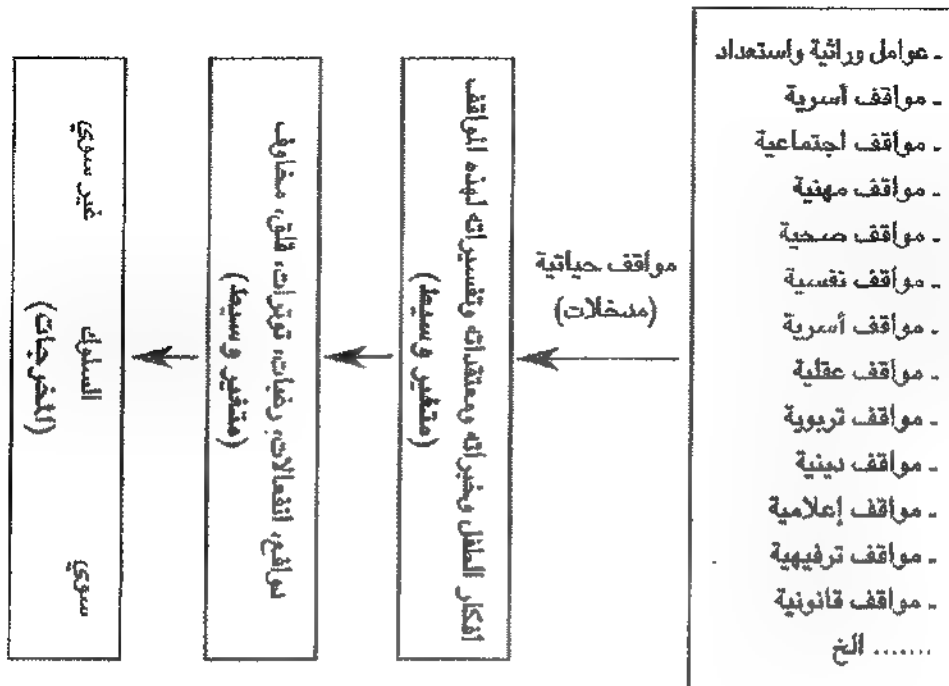 - عوامل وراثية واستعداد
- مواقف أسرية
- مواقف اجتماعية
- مواقف مهنية
- مواقف صحية
- مواقف نفسية
- مواقف أسرية
- مواقف عقلية
- مواقف تربوية
- مواقف دينية
- مواقف إعلامية
- مواقف ترفيهية
- مواقف قانونية
....... الخ
مواقف حياتية
(مدخلات)
أفكار الطفل وخبراته ومعتقداته وتفسيراته لهذه المواقف
(متغير وسيط)
دوافع، انفعالات، رغبات، توترات، قلق، مخاوف
(متغير وسيط)
سوي
السلوك
غير سوي
(المخرجات)